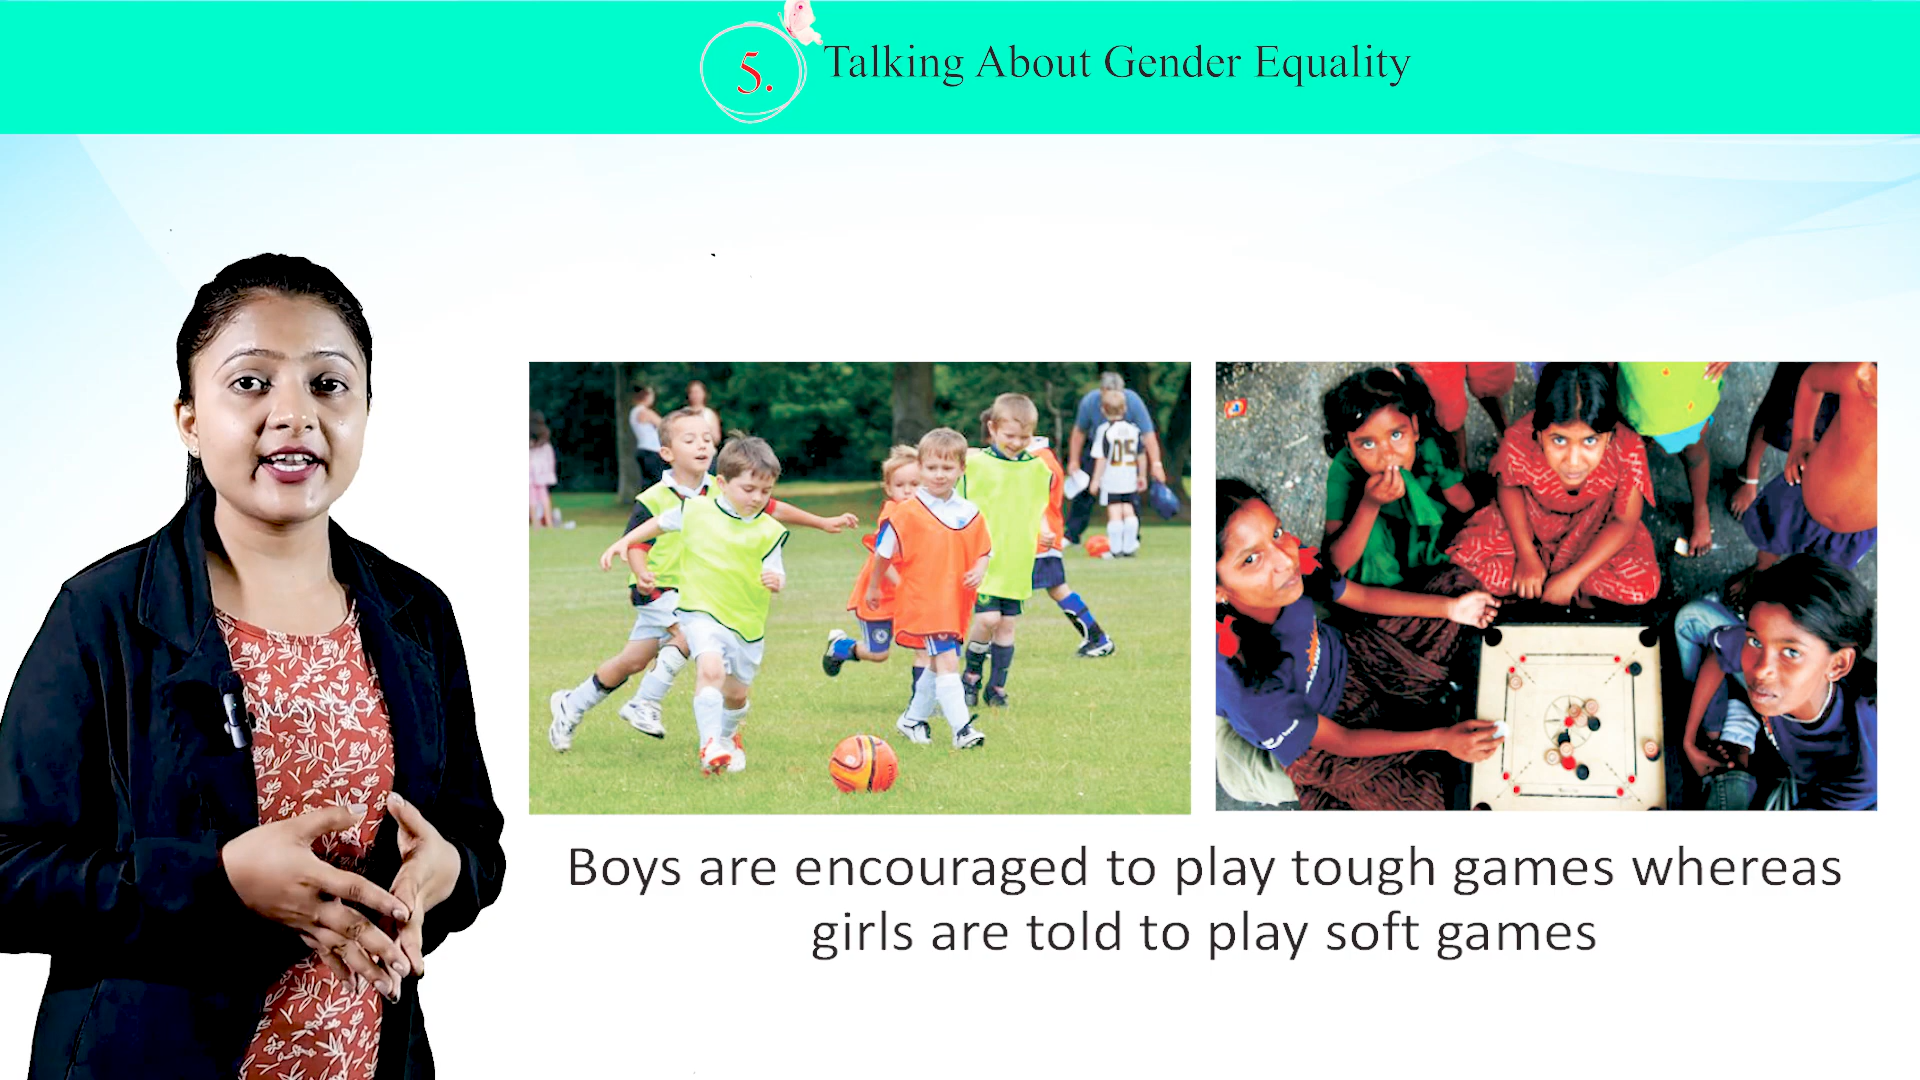 5.
Talking About Gender Equality
05
Boys are encouraged to play tough games whereas
girls are told to play soft games